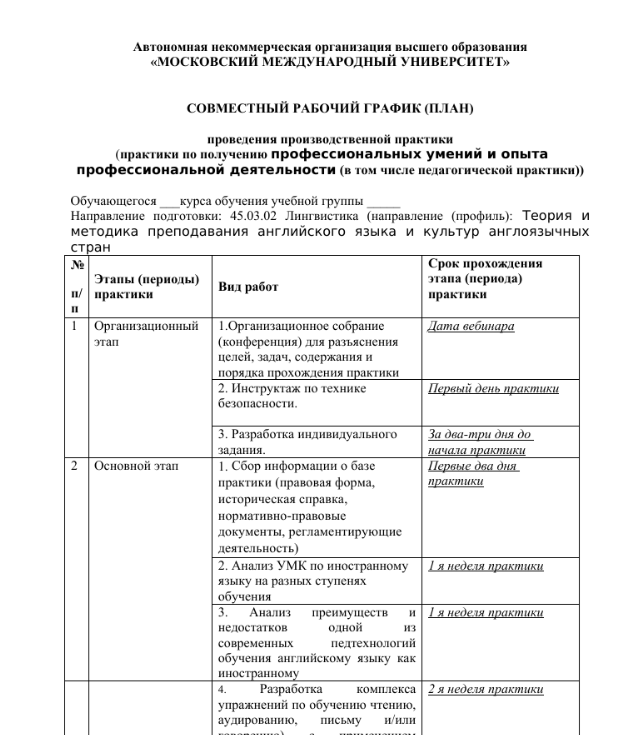 Автономная некоммерческая организация высшего образования
«МОСКОВСКИЙ МЕЖДУНАРОДНЫЙ УНИВЕРСИТЕТ»
СОВМЕСТНЫЙ РАБОЧИЙ ГРАФИК (ПЛАН)
проведения производственной практики
(практики по получению профессиональных умений и опыта
профессиональной деятельности (в том числе педагогической практики))
Обучающегося ___курса обучения учебной группы _____
Направление подготовки: 45.03.02 Лингвистика (направление (профиль): Теория и
методика преподавания английского языка и культур англоязычных
стран
№
п/
п
Этапы (периоды)
практики
Вид работ
Срок прохождения
этапа (периода)
практики
1
Организационный
этап
1.Организационное собрание
(конференция) для разъяснения
целей, задач, содержания и
порядка прохождения практики
Дата вебинара
2. Инструктаж по технике
безопасности.
Первый день практики
3. Разработка индивидуального
задания.
За два-три дня до
начала практики
2
Основной этап
1. Сбор информации о базе
практики (правовая форма,
историческая справка,
нормативно-правовые
документы, регламентирующие
деятельность)
Первые два дня
практики
2. Анализ УМК по иностранному
языку на разных ступенях
обучения
1 я неделя практики
3. Анализ преимуществ и
недостатков одной из
современных педтехнологий
обучения английскому языку как
иностранному
1 я неделя практики
4. Разработка комплекса
упражнений по обучению чтению,
аудированию, письму и/или
2 я неделя практики